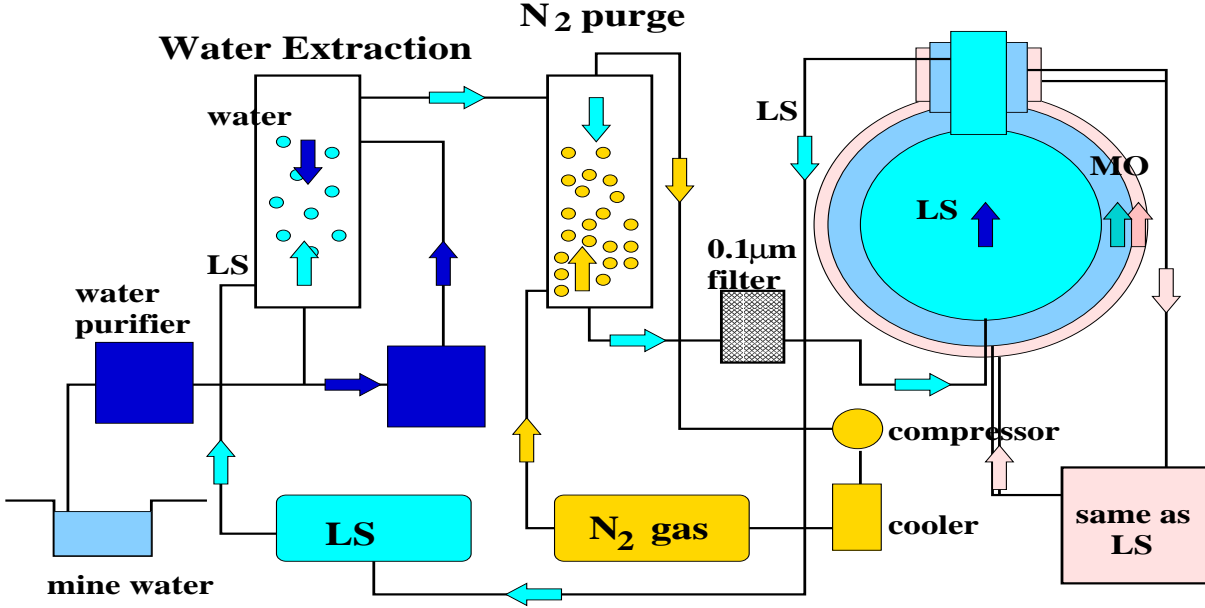 N2 purge
Water Extraction
water
LS
MO
LS
LS
0.1μm
filter
water
purifier
compressor
LS
N2 gas
cooler
same as
LS
mine water